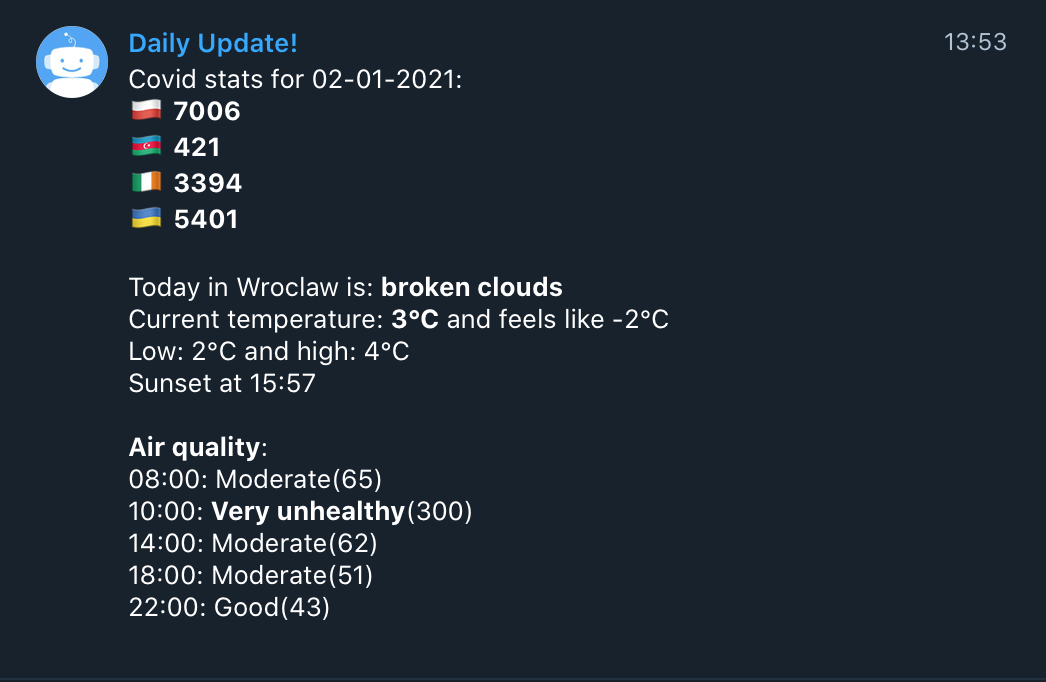 Daily Update!
13:53
Covid stats for 02-01-2021:
🇵🇱 7006
🇦🇿 421
🇮🇪 3394
🇺🇦 5401
Today in Wroclaw is: broken clouds
Current temperature: 3°C and feels like -2°C
Low: 2°C and high: 4°C
Sunset at 15:57
Air quality:
08:00: Moderate(65)
10:00: Very unhealthy(300)
14:00: Moderate(62)
18:00: Moderate(51)
22:00: Good(43)